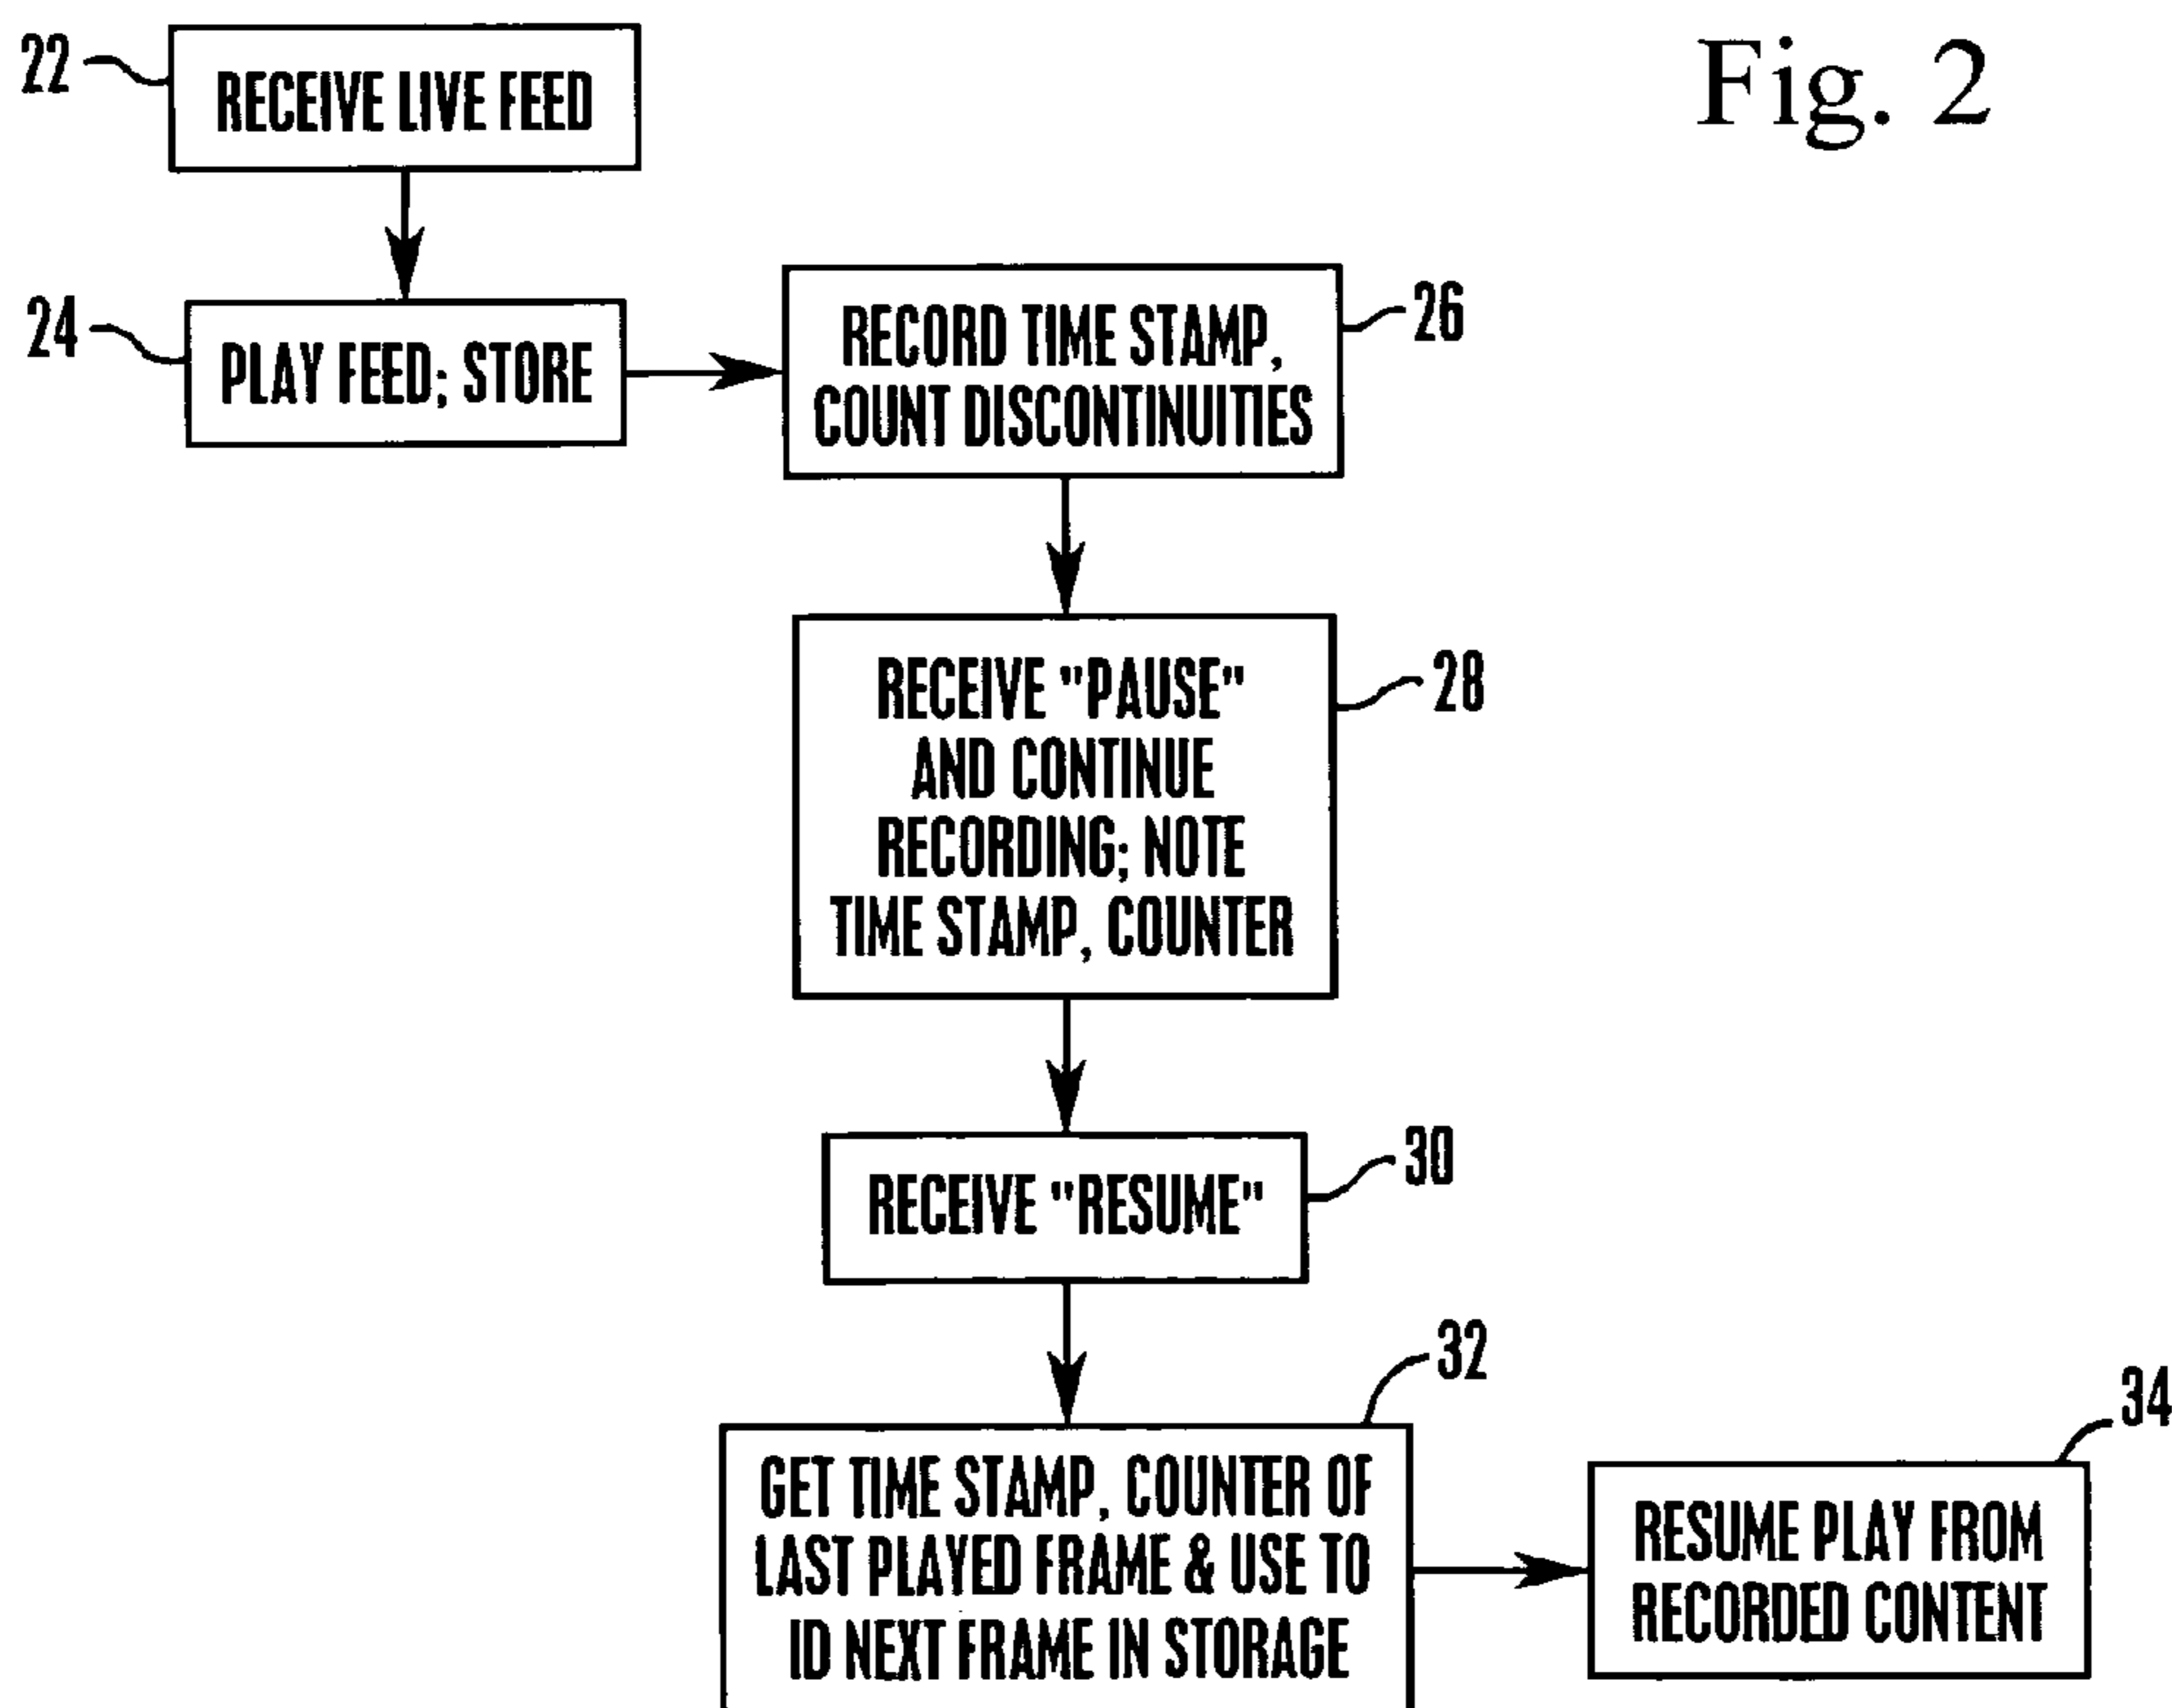 Fig. 2
22
RECEIVE LIVE FEED
24
PLAY FEED; STORE
RECORD TIME STAMP,
COUNT DISCONTINUITIES
26
RECEIVE "PAUSE"
AND CONTINUE
RECORDING; NOTE
TIME STAMP, COUNTER
28
RECEIVE "RESUME"
30
GET TIME STAMP, COUNTER OF
LAST PLAYED FRAME & USE TO
ID NEXT FRAME IN STORAGE
32
RESUME PLAY FROM
RECORDED CONTENT
34